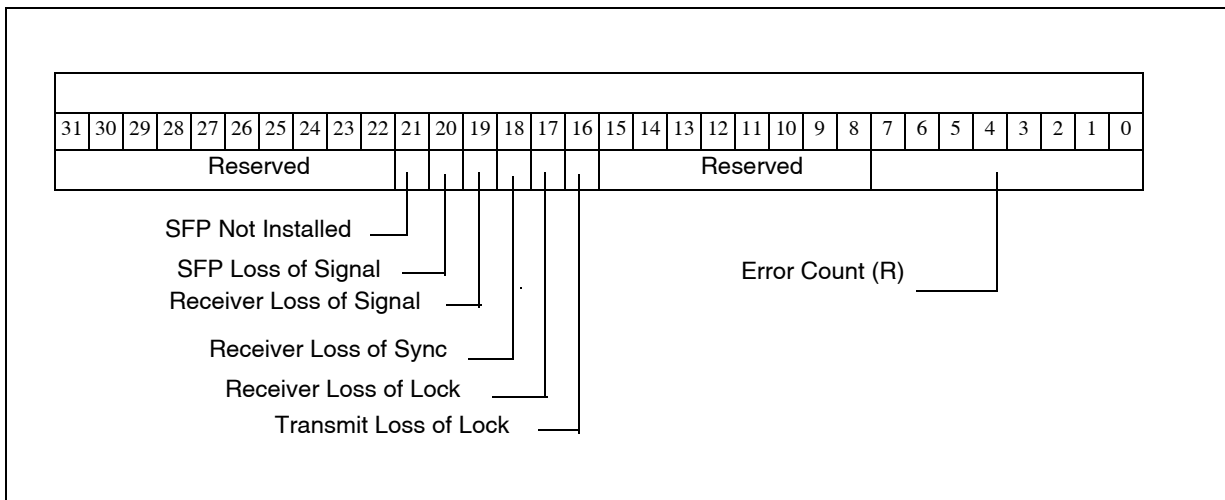 31 30 29 28 27 26 25 24 23 22 21 20 19 18 17 16 15 14 13 12 11 10 9 8 7 6 5 4 3 2 1 0
Reserved Reserved
SFP Not Installed
SFP Loss of Signal
Error Count (R)
Receiver Loss of Signal
Receiver Loss of Sync
Receiver Loss of Lock
Transmit Loss of Lock